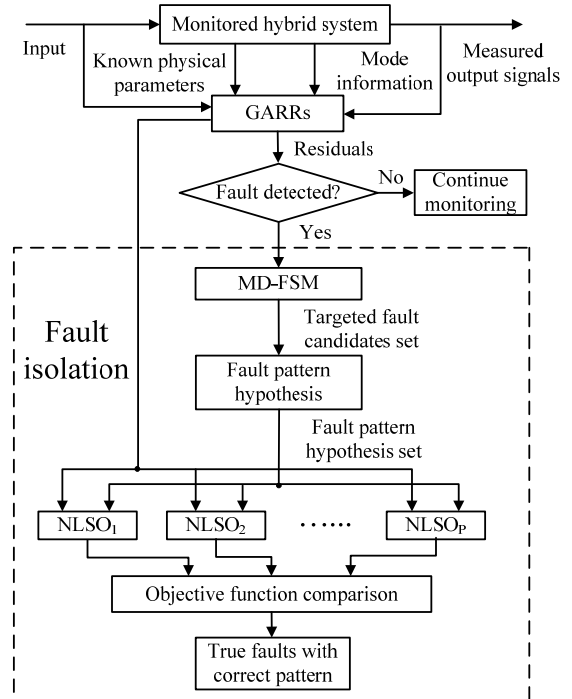 Monitored hybrid system
Input
Known physical
parameters
Mode
information
Measured
output signals
GARRs
Residuals
Fault detected?
No
Continue
monitoring
Yes
MD-FSM
Fault
isolation
Targeted fault
candidates set
Fault pattern
hypothesis
Fault pattern
hypothesis set
NLSO₁
NLSO₂
.......
NLSOₚ
Objective function comparison
True faults with
correct pattern